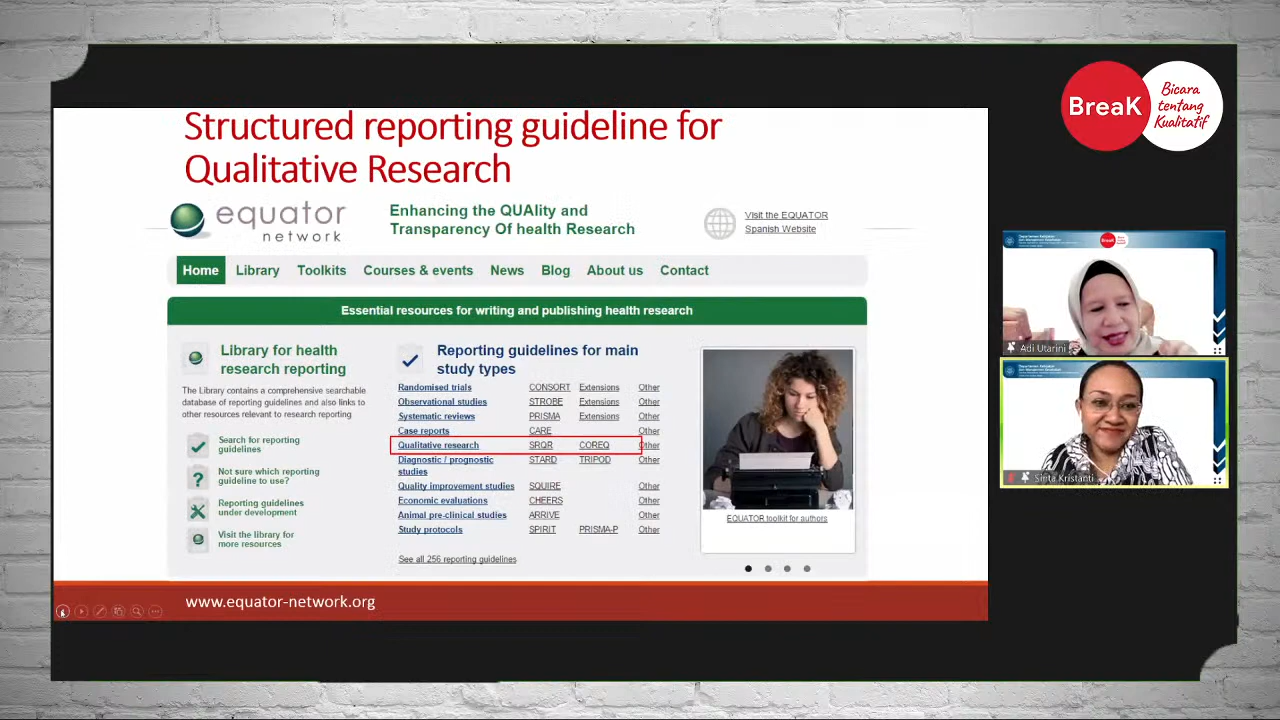 Structured reporting guideline for
Qualitative Research
equator
network
Enhancing the QUAlity and
Transparency Of health Research
Visit the EQUATOR
Spanish Website
Home Library Toolkits Courses & events News Blog About us Contact
Essential resources for writing and publishing health research
Library for health
research reporting
The Library contains a comprehensive searchable
database of reporting guidelines and also links to
other resources relevant to research reporting
Search for reporting
guidelines
Not sure which reporting
guideline to use?
Reporting guidelines
under development
Visit the library for
more resources
Reporting guidelines for main
study types
Randomised trials CONSORT Extensions Other
Observational studies STROBE Extensions Other
Systematic reviews PRISMA Extensions Other
Case reports CARE Other
Qualitative research SRQR COREQ Other
Diagnostic / prognostic STARD TRIPOD Other
studies
Quality improvement studies SQUIRE Other
Economic evaluations CHEERS Other
Animal pre-clinical studies ARRIVE Other
Study protocols SPIRIT PRISMA-P Other
See all 256 reporting guidelines
EQUATOR toolkit for authors
www.equator-network.org
BreaK
Bicara
tentang
Kualitatif
Adi Utarini
Sinta Kristanti